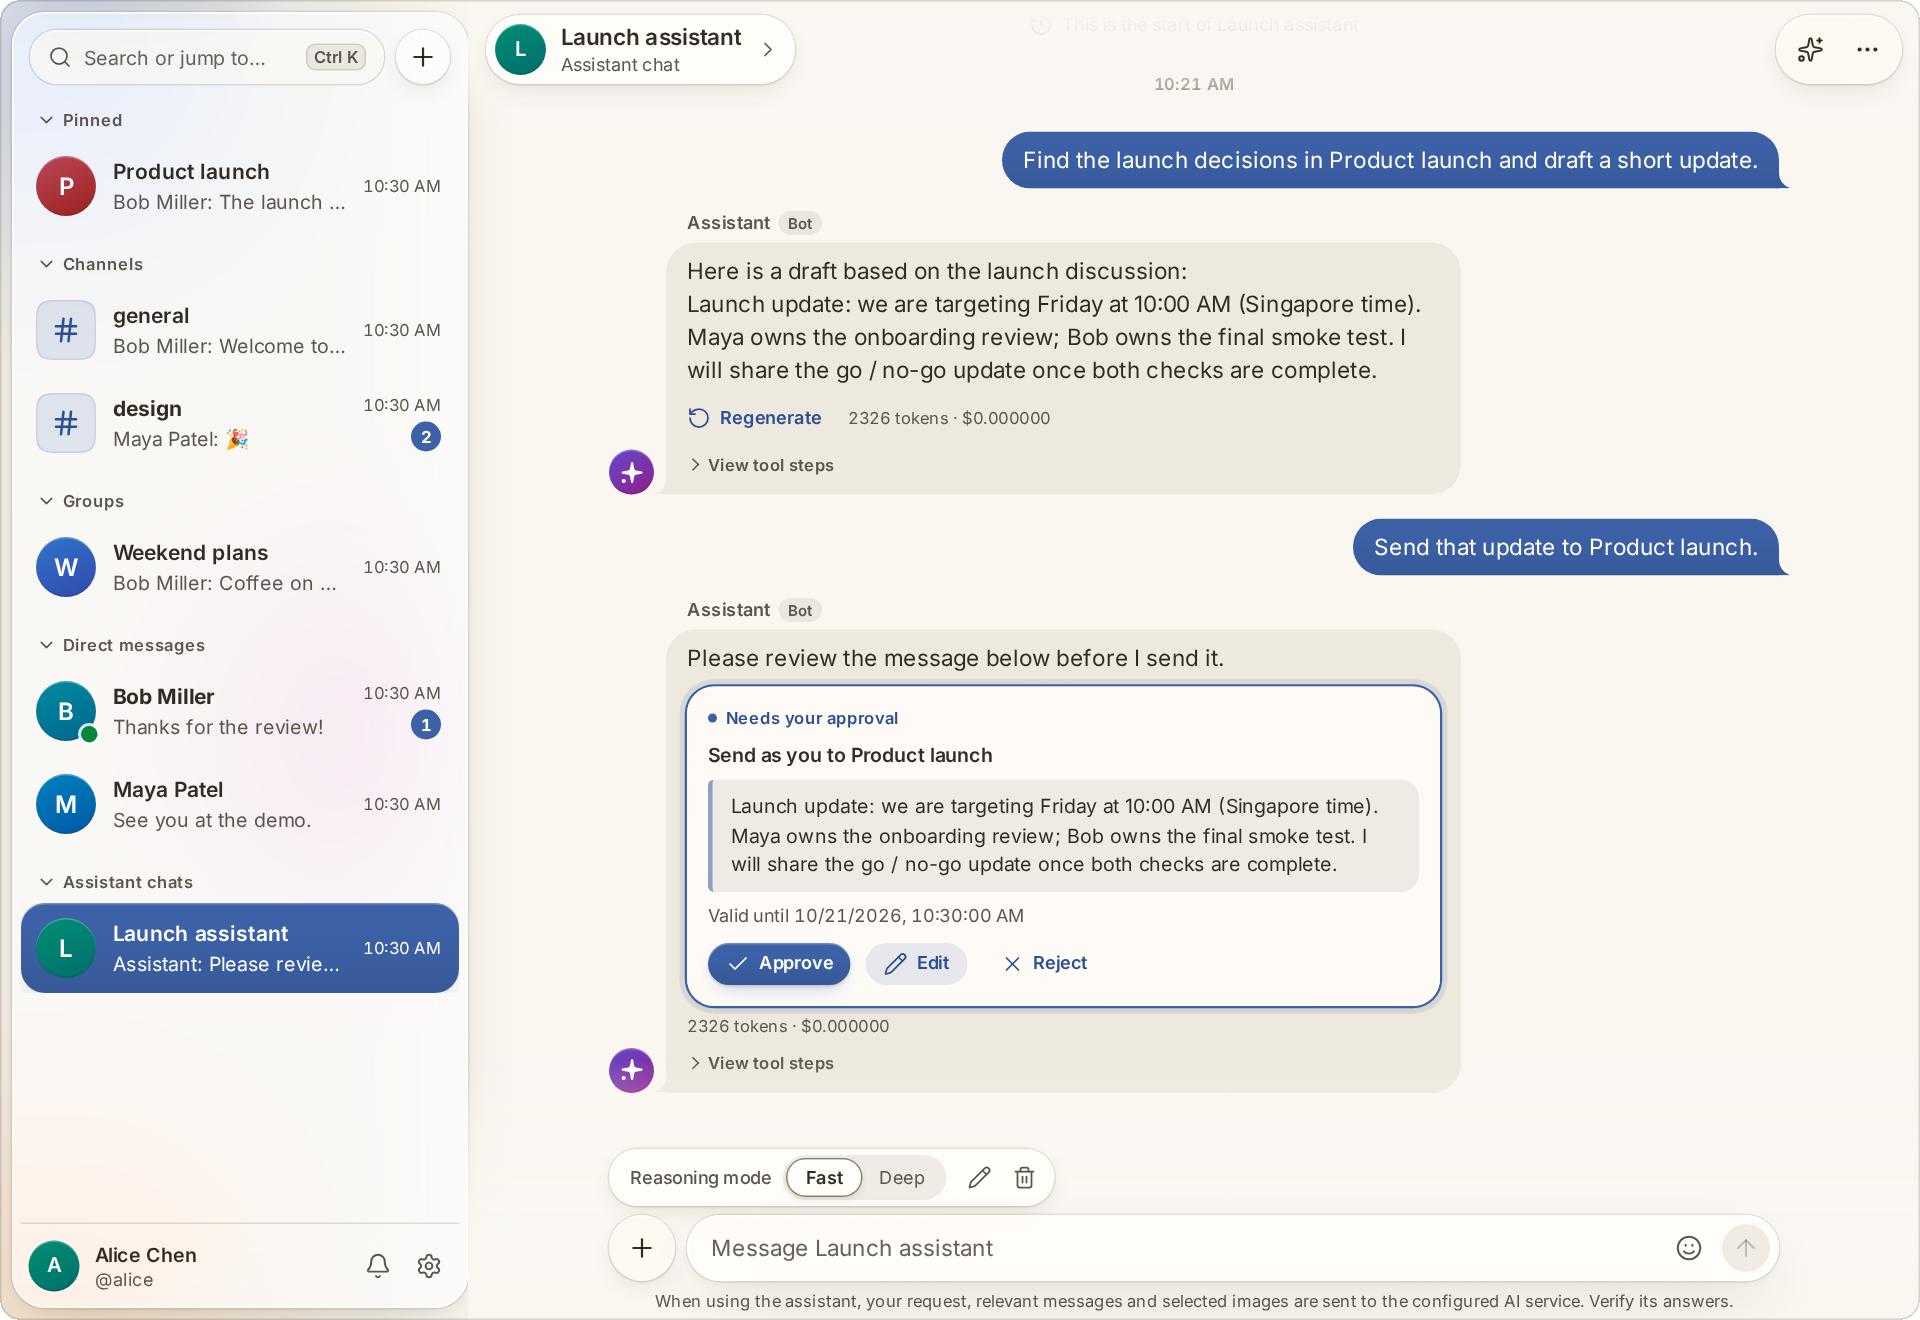 Search or jump to...
Ctrl K
Pinned
P
Product launch
10:30 AM
Bob Miller: The launch ...
Channels
general
10:30 AM
Bob Miller: Welcome to...
design
10:30 AM
Maya Patel: 🎉
2
Groups
W
Weekend plans
10:30 AM
Bob Miller: Coffee on ...
Direct messages
B
Bob Miller
10:30 AM
Thanks for the review!
1
M
Maya Patel
10:30 AM
See you at the demo.
Assistant chats
L
Launch assistant
10:30 AM
Assistant: Please revie...
A
Alice Chen
@alice
L
Launch assistant
Assistant chat
This is the start of Launch assistant
10:21 AM
Find the launch decisions in Product launch and draft a short update.
Assistant Bot
Here is a draft based on the launch discussion:
Launch update: we are targeting Friday at 10:00 AM (Singapore time).
Maya owns the onboarding review; Bob owns the final smoke test. I
will share the go / no-go update once both checks are complete.
Regenerate 2326 tokens · $0.000000
View tool steps
Send that update to Product launch.
Assistant Bot
Please review the message below before I send it.
Needs your approval
Send as you to Product launch
Launch update: we are targeting Friday at 10:00 AM (Singapore time).
Maya owns the onboarding review; Bob owns the final smoke test. I
will share the go / no-go update once both checks are complete.
Valid until 10/21/2026, 10:30:00 AM
Approve Edit Reject
2326 tokens · $0.000000
View tool steps
Reasoning mode Fast Deep
Message Launch assistant
When using the assistant, your request, relevant messages and selected images are sent to the configured AI service. Verify its answers.